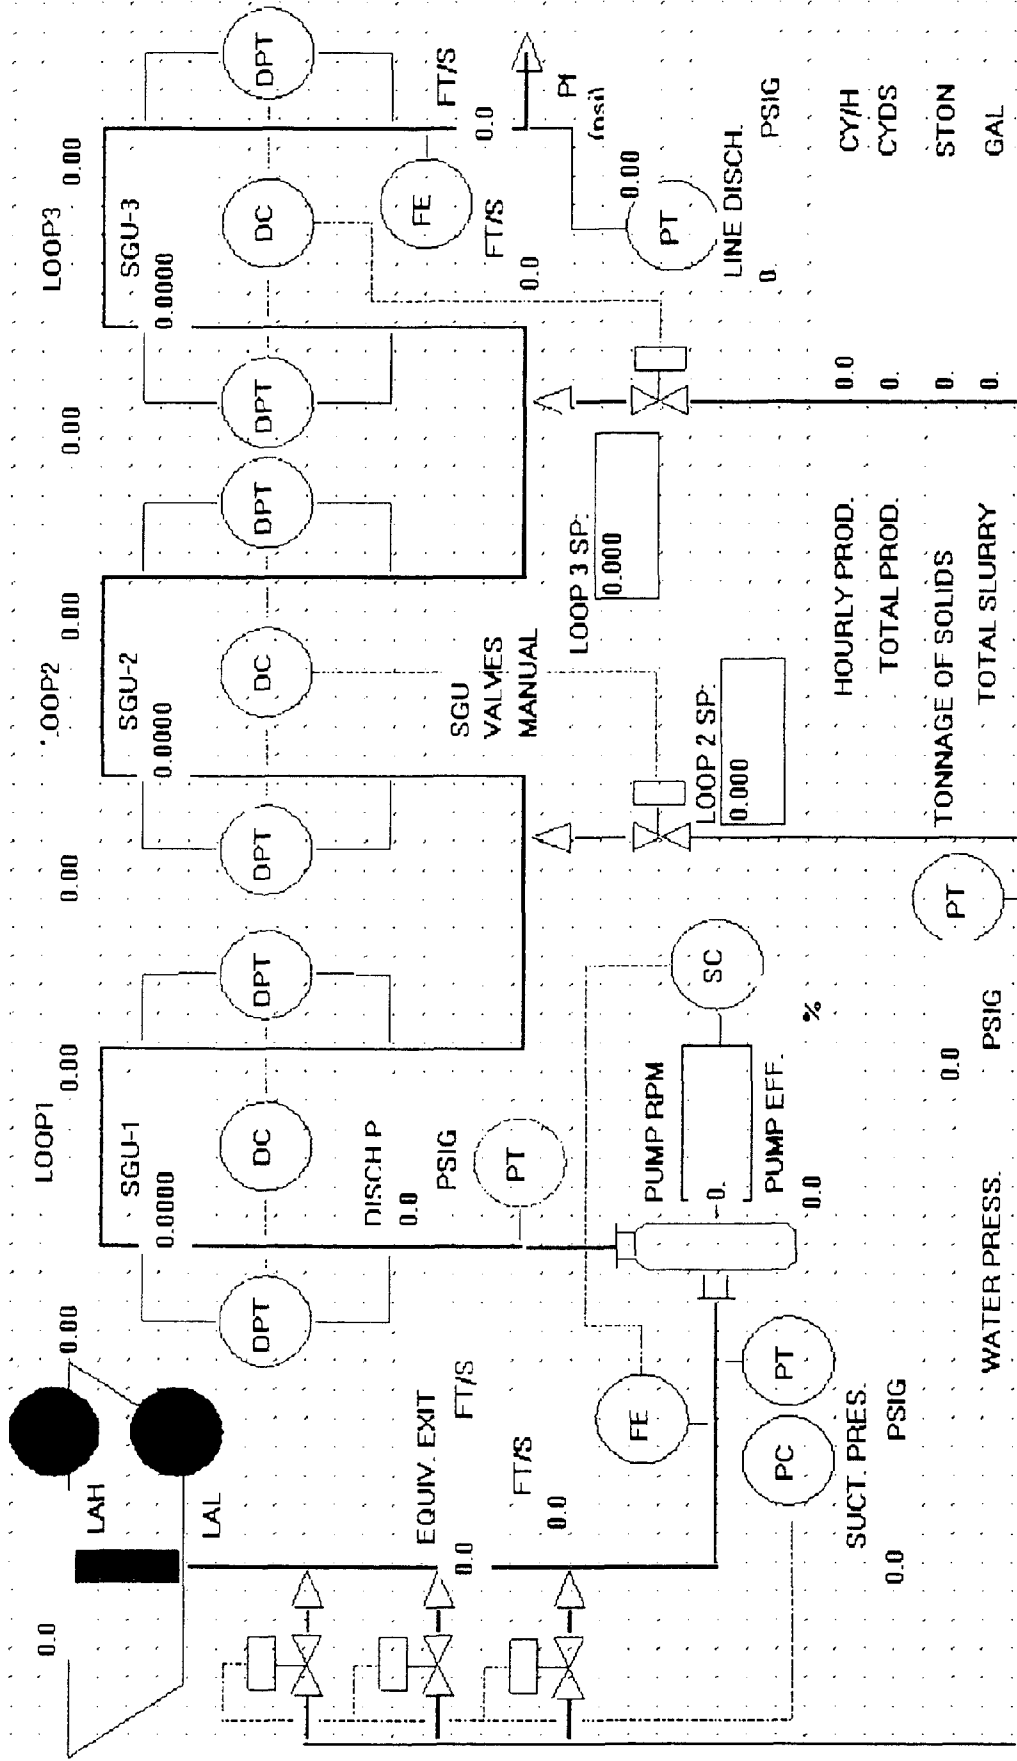 0.0
LOOP1
LOOP2
LOOP3
0.00
0.00
0.00
0.00
0.00
0.00
LAH
LAL
SGU-1
0.0000
SGU-2
0.0000
SGU-3
0.0000
DPT
DC
DPT
DPT
DC
DPT
DPT
DC
DPT
DISCH P
0.0
PSIG
PT
EQUIV. EXIT
0.0
FT/S
FT/S
0.0
SGU
VALVES
MANUAL
FE
FT/S
0.0
FT/S
0.0
Pf
(psi)
0.00
PT
LINE DISCH.
0.
PSIG
LOOP 3 SP:
0.000
LOOP 2 SP:
0.000
FE
SC
PUMP RPM
0.
PUMP EFF.
0.0
%
PC
PT
SUCT. PRES.
0.0
PSIG
HOURLY PROD.
0.0
CY/H
TOTAL PROD.
0.
CYDS
TONNAGE OF SOLIDS
0.
STON
TOTAL SLURRY
0.
GAL
PT
WATER PRESS.
0.0
PSIG